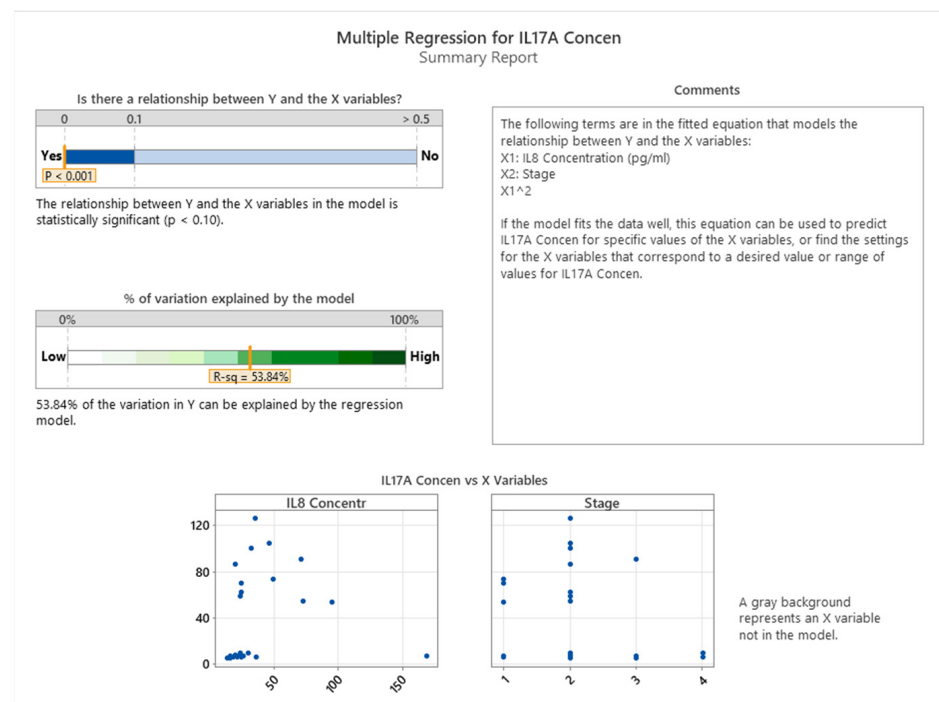 Multiple Regression for IL17A Concen
Summary Report
Is there a relationship between Y and the X variables?
0 0.1 > 0.5
Yes No
P < 0.001
The relationship between Y and the X variables in the model is
statistically significant (p < 0.10).
% of variation explained by the model
0% 100%
Low High
R-sq = 53.84%
53.84% of the variation in Y can be explained by the regression
model.
Comments
The following terms are in the fitted equation that models the
relationship between Y and the X variables:
X1: IL8 Concentration (pg/ml)
X2: Stage
X1^2
If the model fits the data well, this equation can be used to predict
IL17A Concen for specific values of the X variables, or find the settings
for the X variables that correspond to a desired value or range of
values for IL17A Concen.
IL17A Concen vs X Variables
IL8 Concentr Stage
120
80
40
0
50 100 150 1 2 3 4
A gray background
represents an X variable
not in the model.